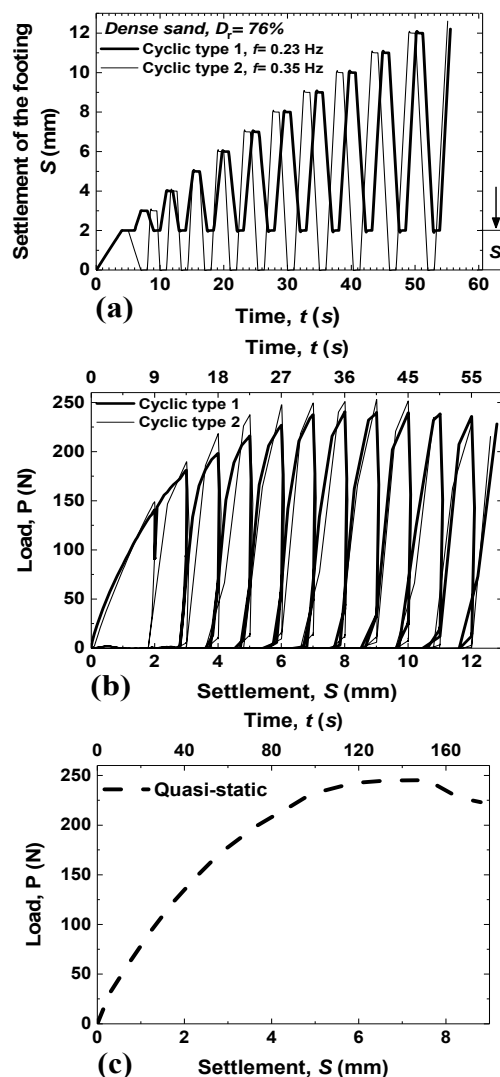 Dense sand, Dr= 76%
Cyclic type 1, f= 0.23 Hz
Cyclic type 2, f= 0.35 Hz
Settlement of the footing
S (mm)
12
10
8
6
4
2
0
S
0 10 20 30 40 50 60
(a)
Time, t (s)
Time, t (s)
0 9 18 27 36 45 55
Cyclic type 1
Cyclic type 2
Load, P (N)
250
200
150
100
50
0
0 2 4 6 8 10 12
(b)
Settlement, S (mm)
Time, t (s)
0 40 80 120 160
Quasi-static
Load, P (N)
250
200
150
100
50
0
0 2 4 6 8
(c)
Settlement, S (mm)